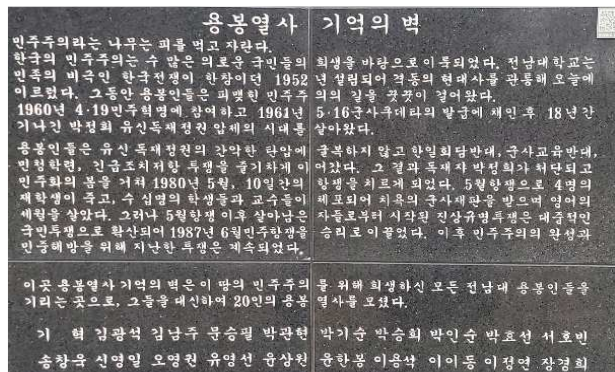 용봉열사 기억의 벽
민주주의라는 나무는 피를 먹고 자란다.
한국의 민주주의는 수 많은 의로운 국민들의 희생을 바탕으로 이룩되었다. 전남대학교는
민족의 비극인 한국전쟁이 한창이던 1952년 설립되어 격동의 현대사를 관통해 오늘에
이르렀다. 그동안 용봉인들은 피맺힌 민주주의의 길을 꿋꿋이 걸어왔다.
1960년 4·19민주혁명에 참여하고 1961년 5·16군사쿠데타의 발굽에 채인 후 18년 간
기나긴 박정희 유신독재정권 압제의 시대를 살아왔다.
용봉인들은 유신 독재정권의 간악한 탄압에 굴복하지 않고 한일회담반대, 군사교육반대,
민청학련, 긴급조치저항 투쟁을 줄기차게 이어갔다. 그 결과 독재자 박정희가 처단되고
민주화의 봄을 거쳐 1980년 5월, 10일간의 항쟁을 치르게 되었다. 5월항쟁으로 4명의
재학생이 죽고, 수 십명의 학생들과 교수들이 체포되어 치욕의 군사재판을 받으며 영어의
세월을 살았다. 그러나 5월항쟁 이후 살아남은 자들로부터 시작된 진상규명투쟁은 대중적인
국민투쟁으로 확산되어 1987년 6월민주항쟁을 승리로 이끌었다. 이후 민주주의의 완성과
민중해방을 위해 지난한 투쟁은 계속되었다.
이곳 용봉열사 기억의 벽은 이 땅의 민주주의를 위해 희생하신 모든 전남대 용봉인들을
기리는 곳으로, 그들을 대신하여 20인의 용봉열사를 모셨다.
기 혁 김광석 김남주 문승필 박관현 박기순 박승희 박인순 박효선 서호빈
송창욱 신영일 오영원 유영선 윤상원 윤한봉 이용석 이이동 이정연 장경희